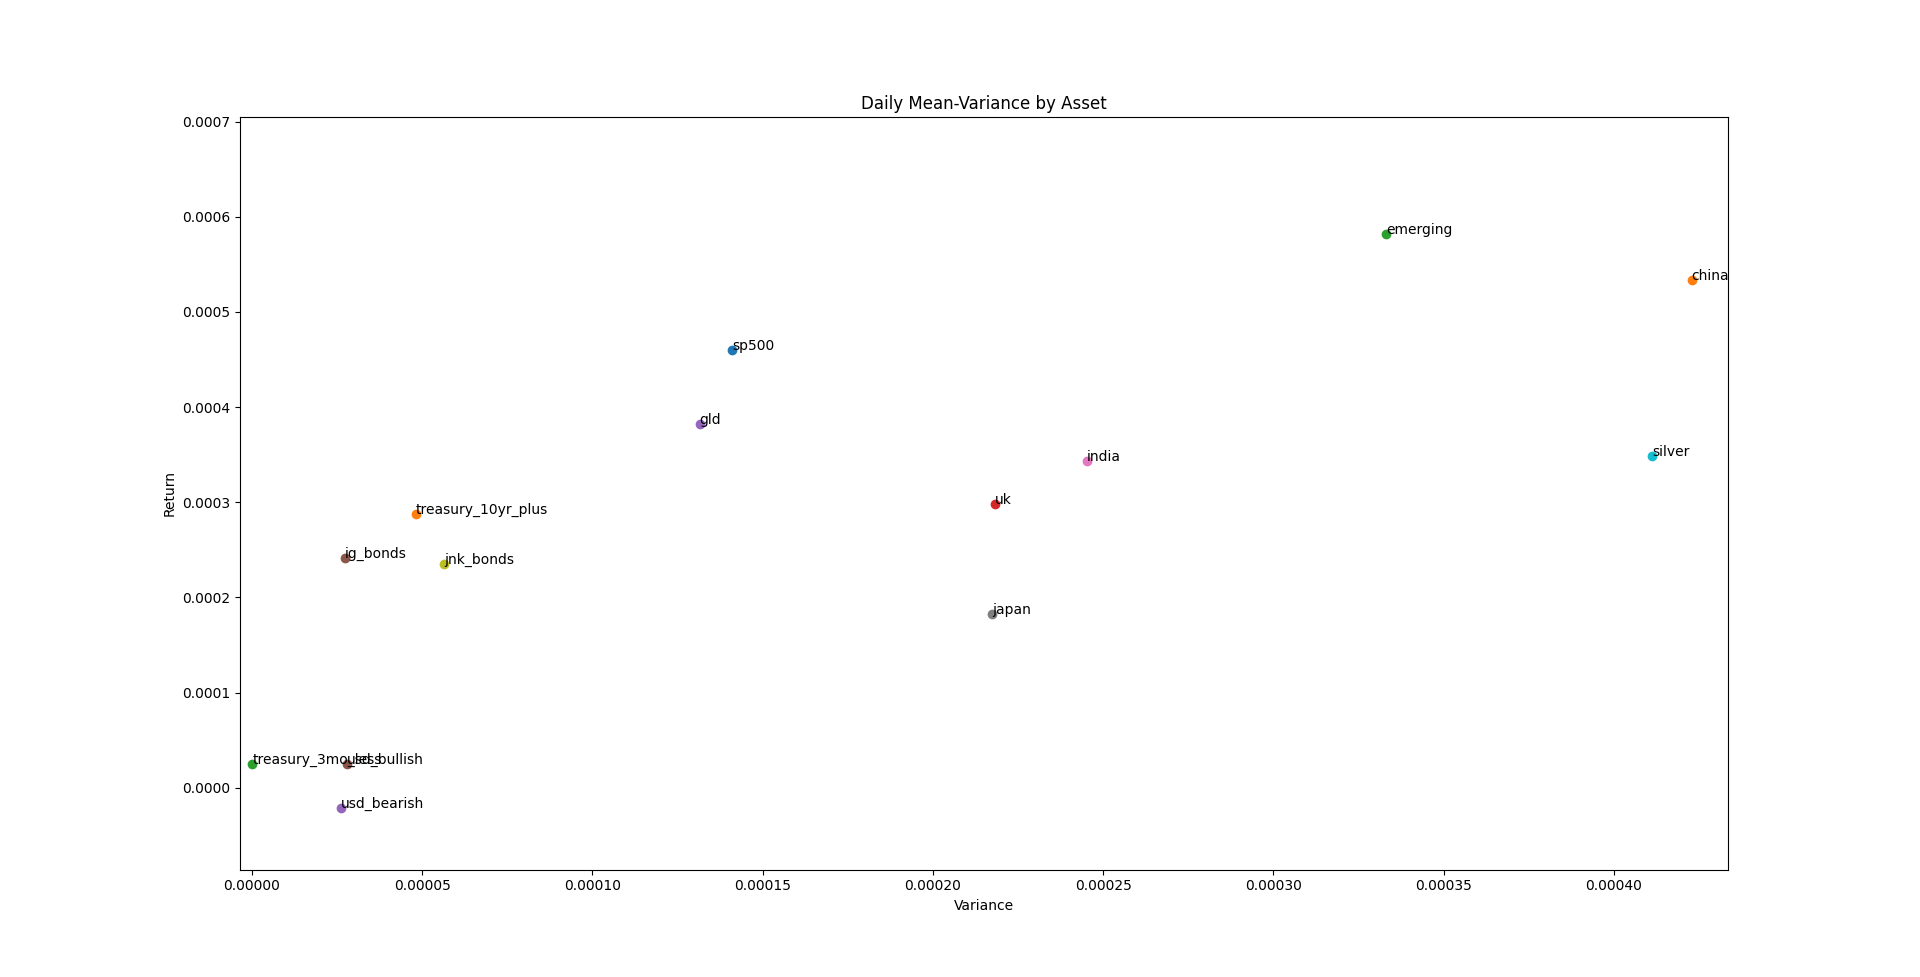 Daily Mean-Variance by Asset
0.0007
0.0006
0.0005
0.0004
0.0003
0.0002
0.0001
0.0000
Return
emerging
china
sp500
gld
india
silver
uk
treasury_10yr_plus
ig_bonds
jnk_bonds
japan
treasury_3mo_less
usd_bullish
usd_bearish
0.00000 0.00005 0.00010 0.00015 0.00020 0.00025 0.00030 0.00035 0.00040
Variance